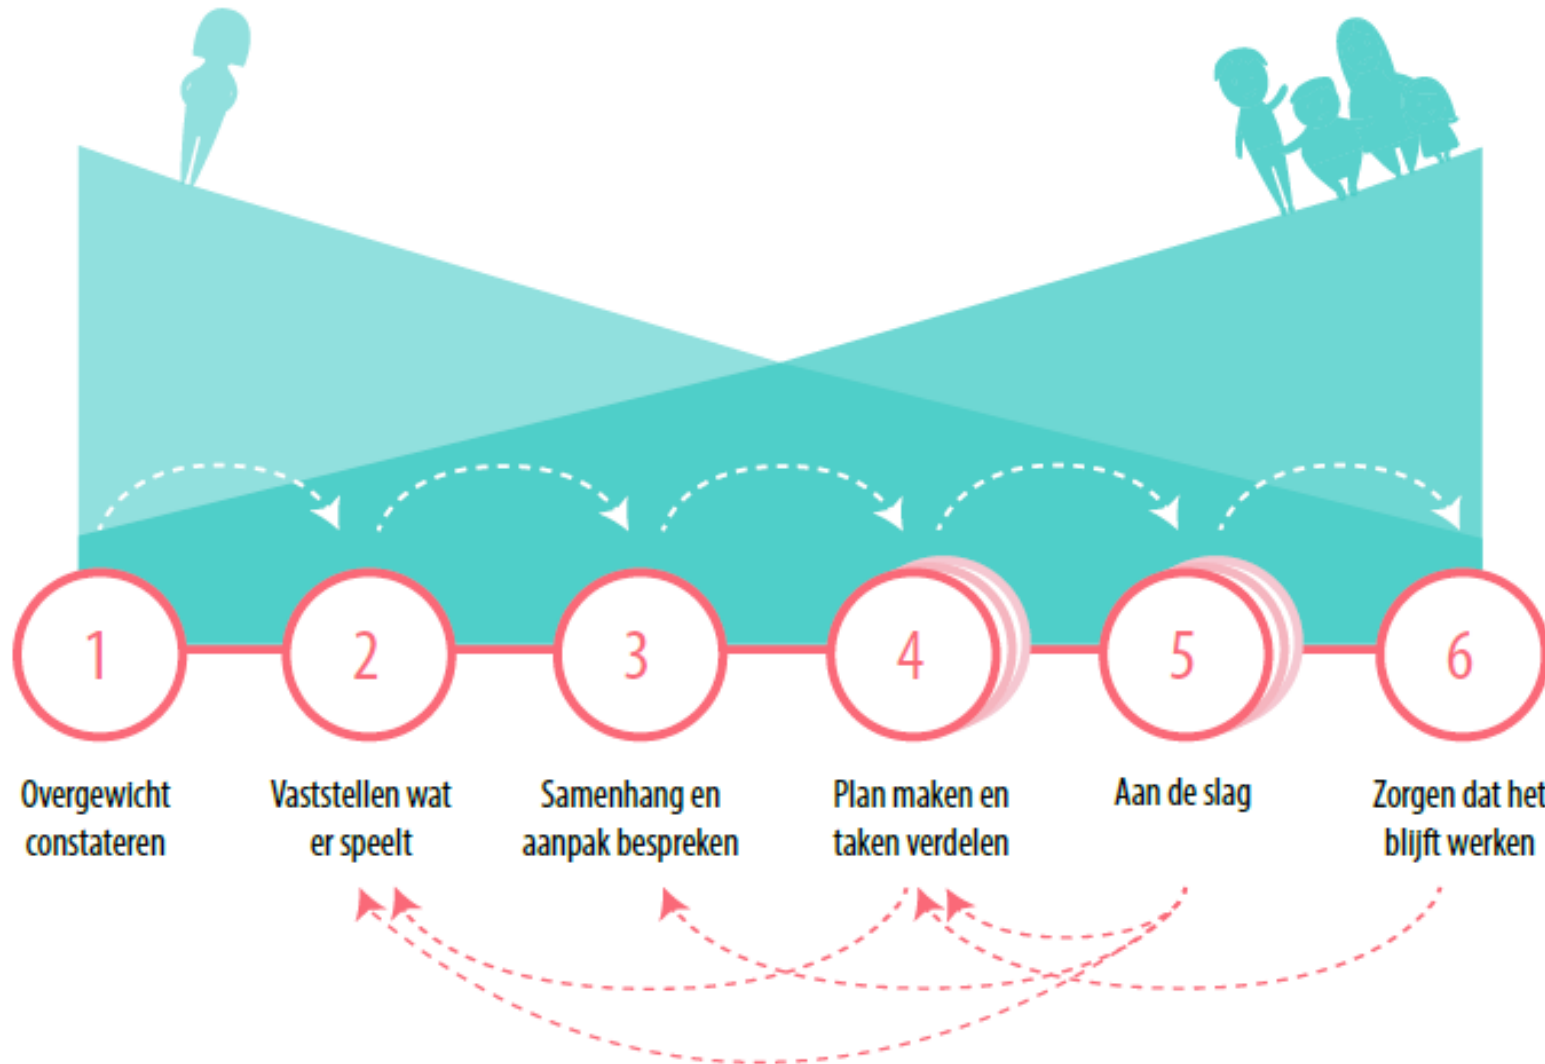 1
2
3
4
5
6
Overgewicht
constateren
Vaststellen wat
er speelt
Samenhang en
aanpak bespreken
Plan maken en
taken verdelen
Aan de slag
Zorgen dat het
blijft werken